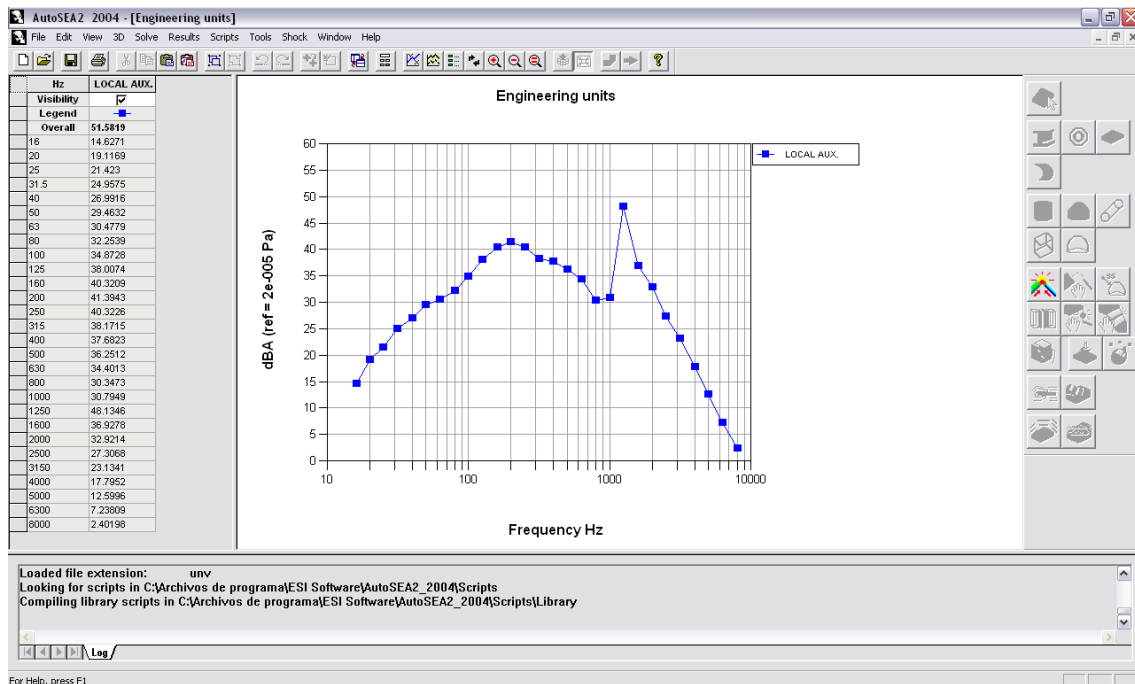 AutoSEA2 2004 - [Engineering units]
File Edit View 3D Solve Results Scripts Tools Shock Window Help
Hz LOCAL AUX.
Visibility
Legend
Overall 51.5819
16 14.6271
20 19.1169
25 21.423
31.5 24.9575
40 26.9916
50 29.4632
63 30.4779
80 32.2539
100 34.8728
125 38.0074
160 40.3209
200 41.3943
250 40.3226
315 38.1715
400 37.6823
500 36.2512
630 34.4013
800 30.3473
1000 30.7949
1250 48.1346
1600 36.9278
2000 32.9214
2500 27.3068
3150 23.1341
4000 17.7952
5000 12.5996
6300 7.23809
8000 2.40198
Engineering units
LOCAL AUX.
dBA (ref = 2e-005 Pa)
60
55
50
45
40
35
30
25
20
15
10
5
0
10 100 1000 10000
Frequency Hz
SS
Loaded file extension: unv
Looking for scripts in C:\Archivos de programa\ESI Software\AutoSEA2_2004\Scripts
Compiling library scripts in C:\Archivos de programa\ESI Software\AutoSEA2_2004\Scripts\Library
Log
For Help, press F1